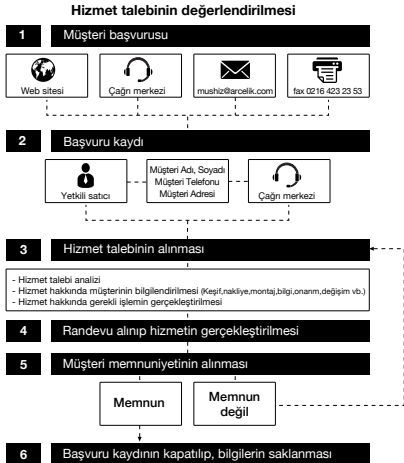 Hizmet talebinin değerlendirilmesi
1 Müşteri başvurusu
Web sitesi
Çağrı merkezi
mushiz@arcelik.com
fax 0216 423 23 53
2 Başvuru kaydı
Yetkili satıcı
Müşteri Adı, Soyadı
Müşteri Telefonu
Müşteri Adresi
Çağrı merkezi
3 Hizmet talebinin alınması
- Hizmet talebi analizi
- Hizmet hakkında müşterinin bilgilendirilmesi (Keşif,nakliye,montaj,bilgi,onarım,değişim vb.)
- Hizmet hakkında gerekli işlemin gerçekleştirilmesi
4 Randevu alınıp hizmetin gerçekleştirilmesi
5 Müşteri memnuniyetinin alınması
Memnun
Memnun
değil
6 Başvuru kaydının kapatılıp, bilgilerin saklanması